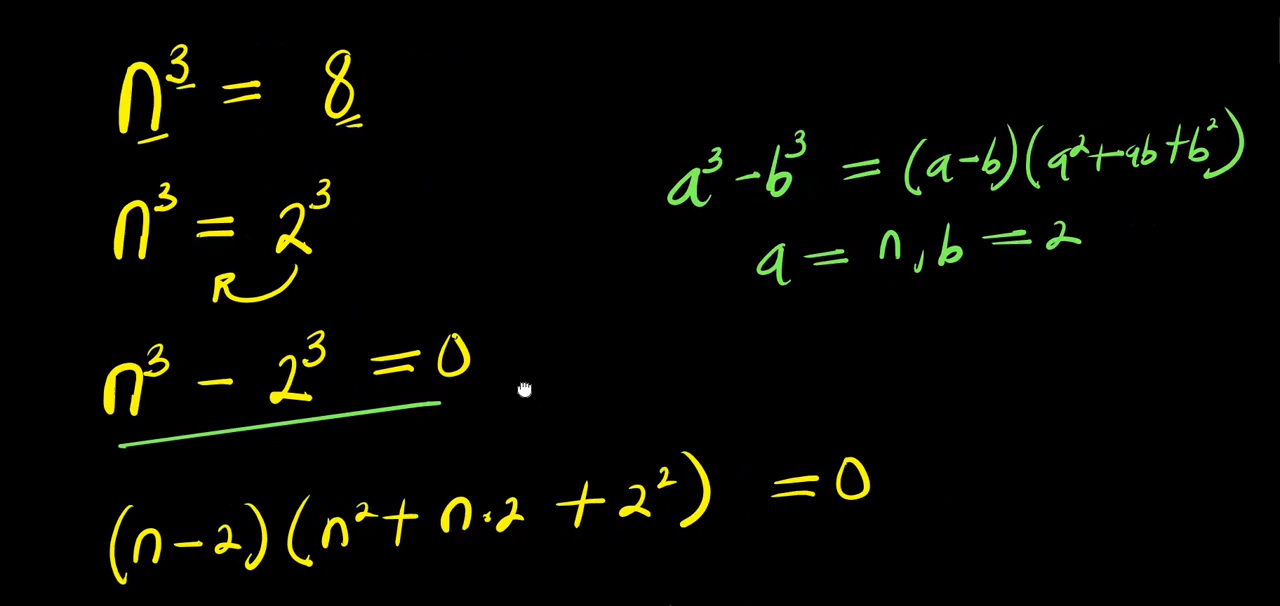 n³ = 8
a³ - b³ = (a-b)(a²+ab+b²)
n³ = 2³
a = n, b = 2
n³ - 2³ = 0
(n-2)(n²+ n·2 + 2²) = 0